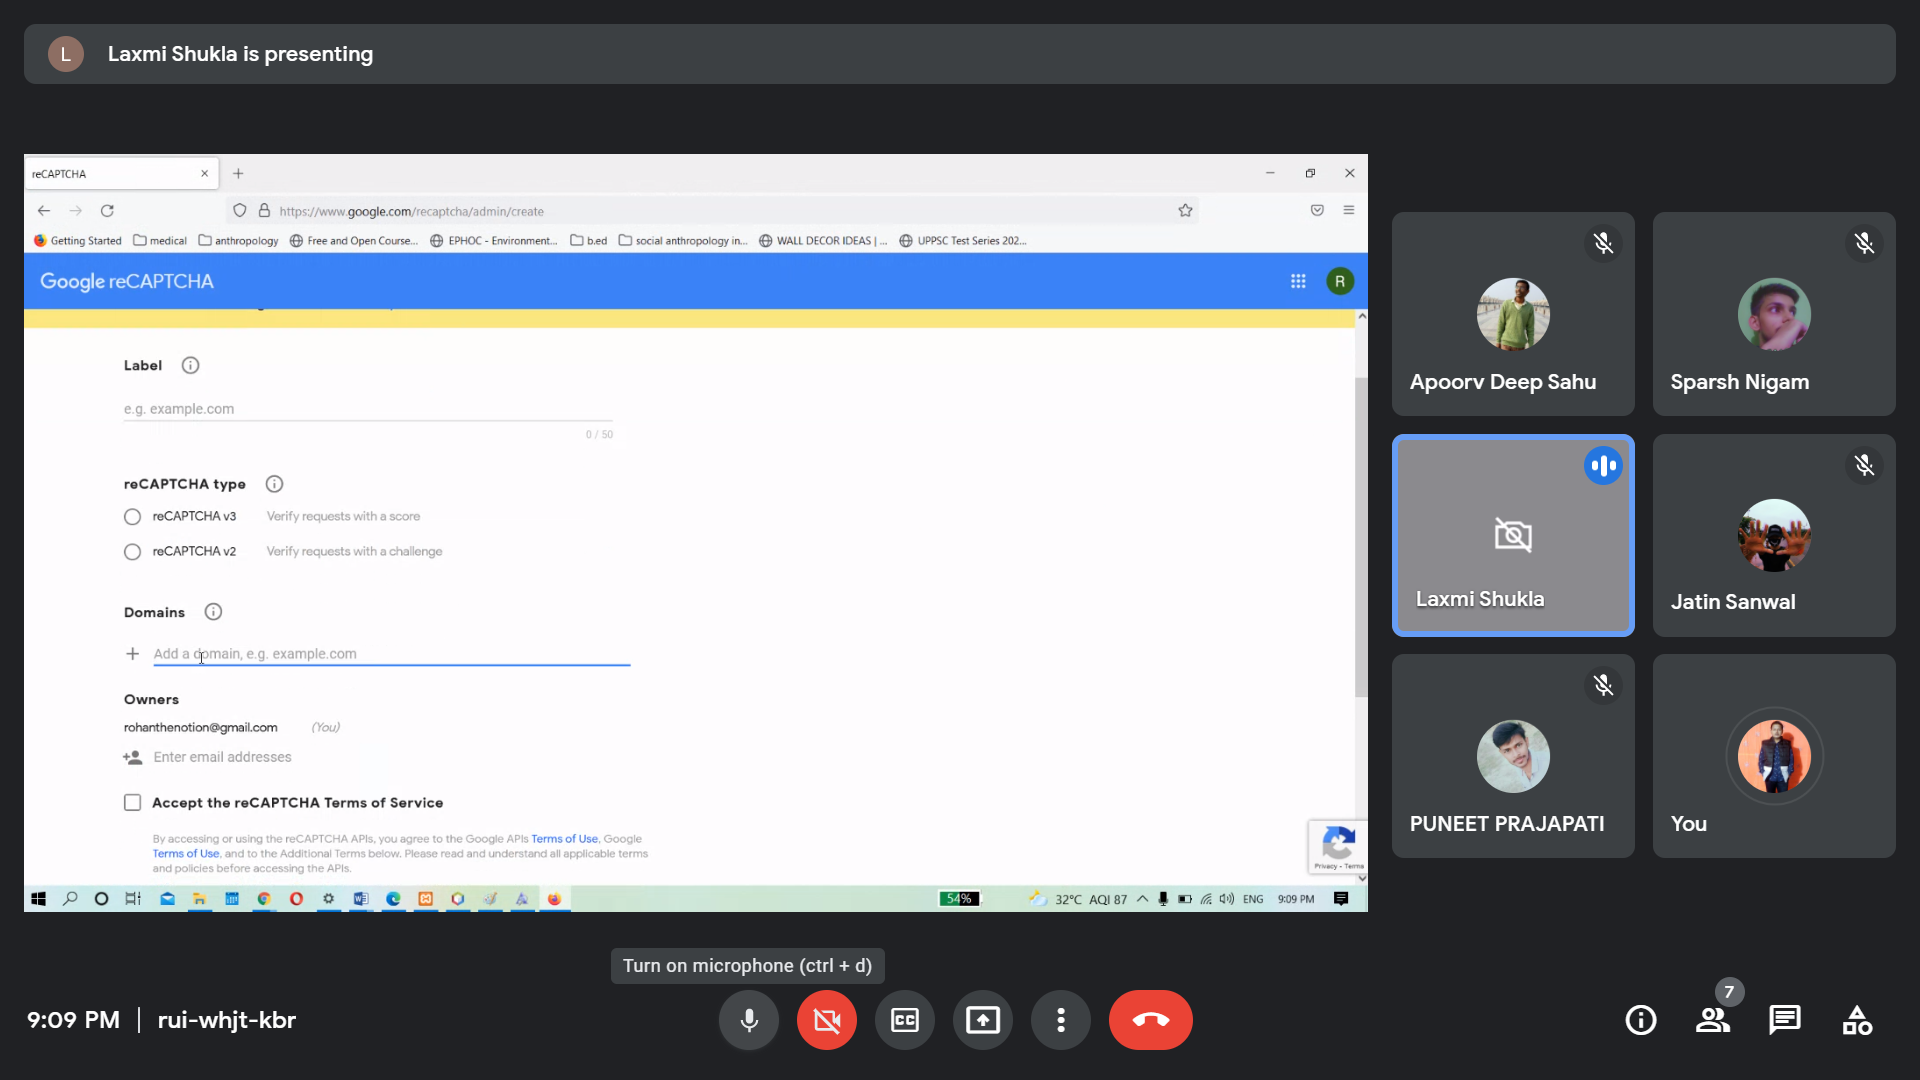 L
Laxmi Shukla is presenting
reCAPTCHA
https://www.google.com/recaptcha/admin/create
Getting Started medical anthropology Free and Open Course... EPHOC - Environment... b.ed social anthropology in... WALL DECOR IDEAS | ... UPPSC Test Series 202...
Google reCAPTCHA
R
Label
e.g. example.com
0 / 50
reCAPTCHA type
reCAPTCHA v3 Verify requests with a score
reCAPTCHA v2 Verify requests with a challenge
Domains
Add a domain, e.g. example.com
Owners
rohanthenotion@gmail.com (You)
Enter email addresses
Accept the reCAPTCHA Terms of Service
By accessing or using the reCAPTCHA APIs, you agree to the Google APIs Terms of Use, Google
Terms of Use, and to the Additional Terms below. Please read and understand all applicable terms
and policies before accessing the APIs.
Privacy - Terms
54% 32°C AQI 87 ENG 9:09 PM
Apoorv Deep Sahu
Sparsh Nigam
Laxmi Shukla
Jatin Sanwal
PUNEET PRAJAPATI
You
Turn on microphone (ctrl + d)
9:09 PM | rui-whjt-kbr
CC
7